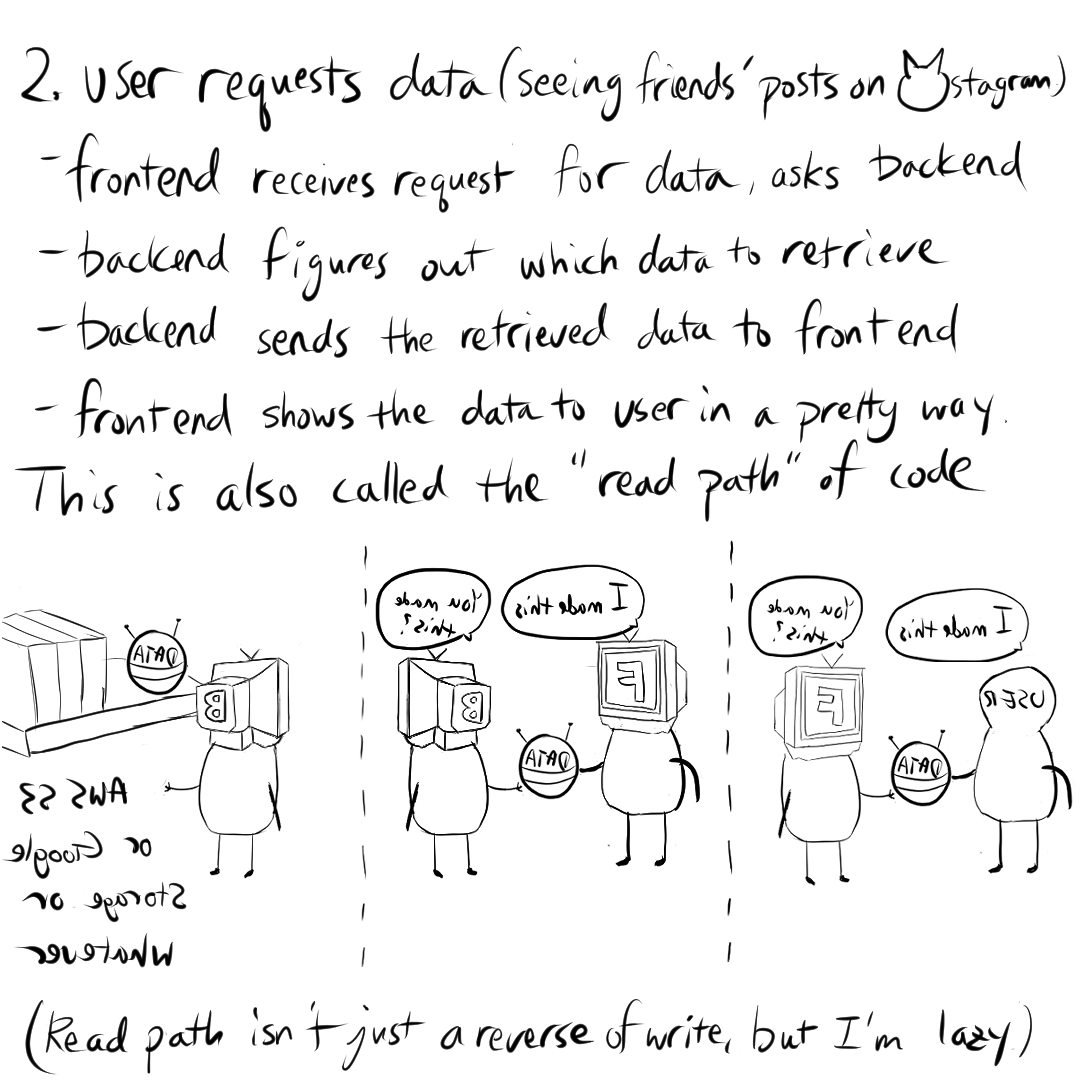 2. User requests data (seeing friends' posts on stagram)
- frontend receives request for data, asks backend
- backend figures out which data to retrieve
- backend sends the retrieved data to frontend
- frontend shows the data to user in a pretty way.
This is also called the "read path" of code
DATA
B
AWS S3
or Google
Storage or
Whatever
You made
this?
I made this
B
DATA
F
You made
this?
I made this
F
DATA
USER
(Read path isn't just a reverse of write, but I'm lazy)